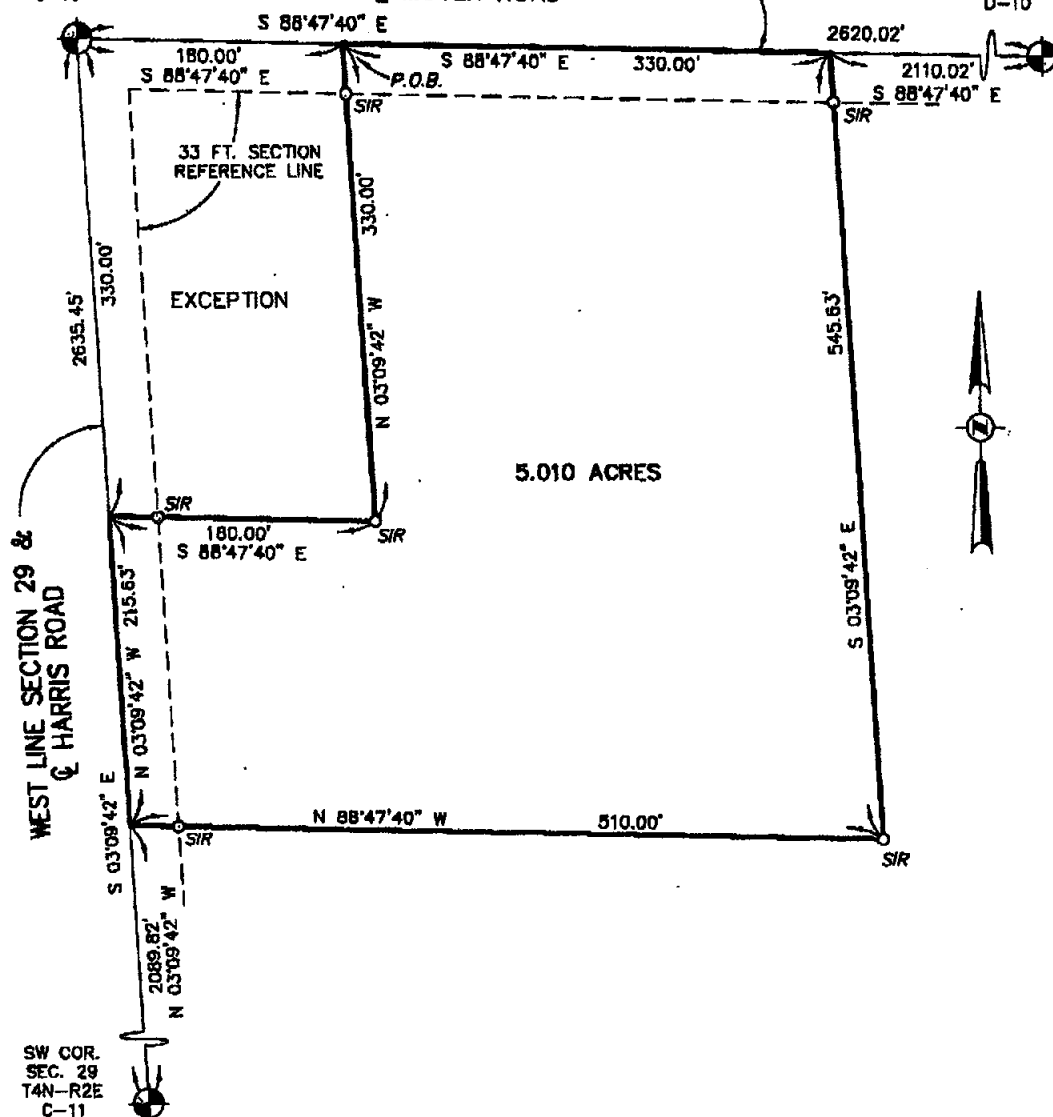 D-10
S 88°47'40" E
2620.02'
180.00'
S 88°47'40" E
S 88°47'40" E
330.00'
2110.02'
S 88°47'40" E
P.O.B.
SIR
SIR
33 FT. SECTION
REFERENCE LINE
330.00'
330.00'
2635.45'
EXCEPTION
N 03°09'42" W
545.63'
5.010 ACRES
N
SIR
180.00'
S 88°47'40" E
SIR
WEST LINE SECTION 29 &
℄ HARRIS ROAD
N 03°09'42" W 215.63'
S 03°09'42" E
S 03°09'42" E
N 88°47'40" W
510.00'
SIR
SIR
2089.82'
N 03°09'42" W
SW COR.
SEC. 29
T4N-R2E
C-11